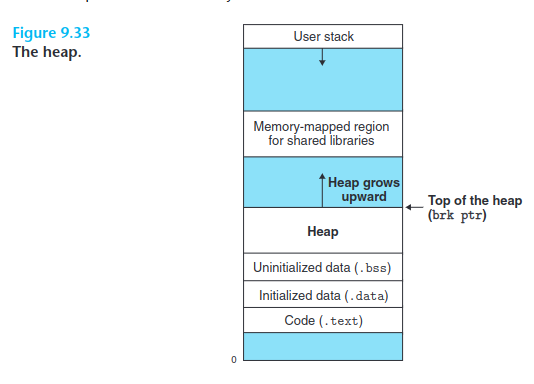 Figure 9.33
The heap.
User stack
Memory-mapped region
for shared libraries
Heap grows
upward
Top of the heap
(brk ptr)
Heap
Uninitialized data (.bss)
Initialized data (.data)
Code (.text)
0